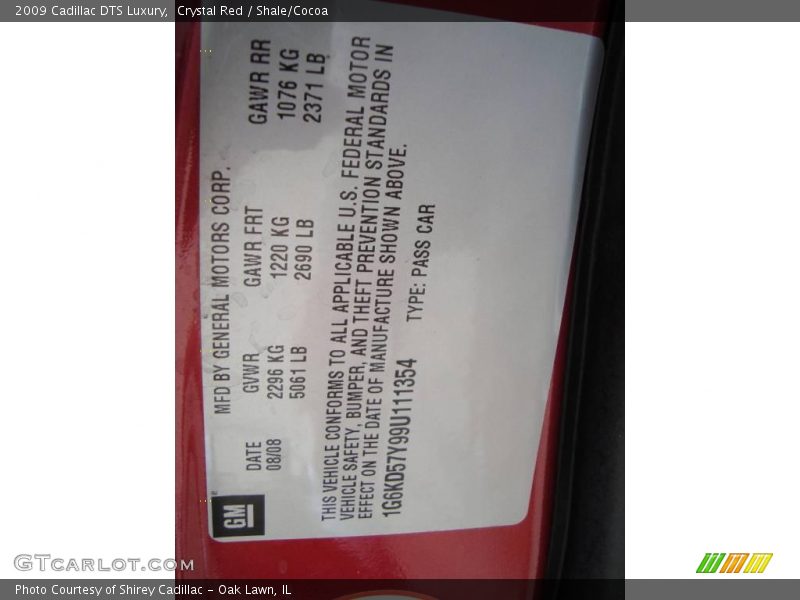 2009 Cadillac DTS Luxury, Crystal Red / Shale/Cocoa
MFD BY GENERAL MOTORS CORP.
DATE GVWR GAWR FRT GAWR RR
08/08 2296 KG 1220 KG 1076 KG
5061 LB 2690 LB 2371 LB
THIS VEHICLE CONFORMS TO ALL APPLICABLE U.S. FEDERAL MOTOR
VEHICLE SAFETY, BUMPER, AND THEFT PREVENTION STANDARDS IN
EFFECT ON THE DATE OF MANUFACTURE SHOWN ABOVE.
1G6KD57Y99U111354 TYPE: PASS CAR
GM
GTCarlot.com
Photo Courtesy of Shirey Cadillac - Oak Lawn, IL